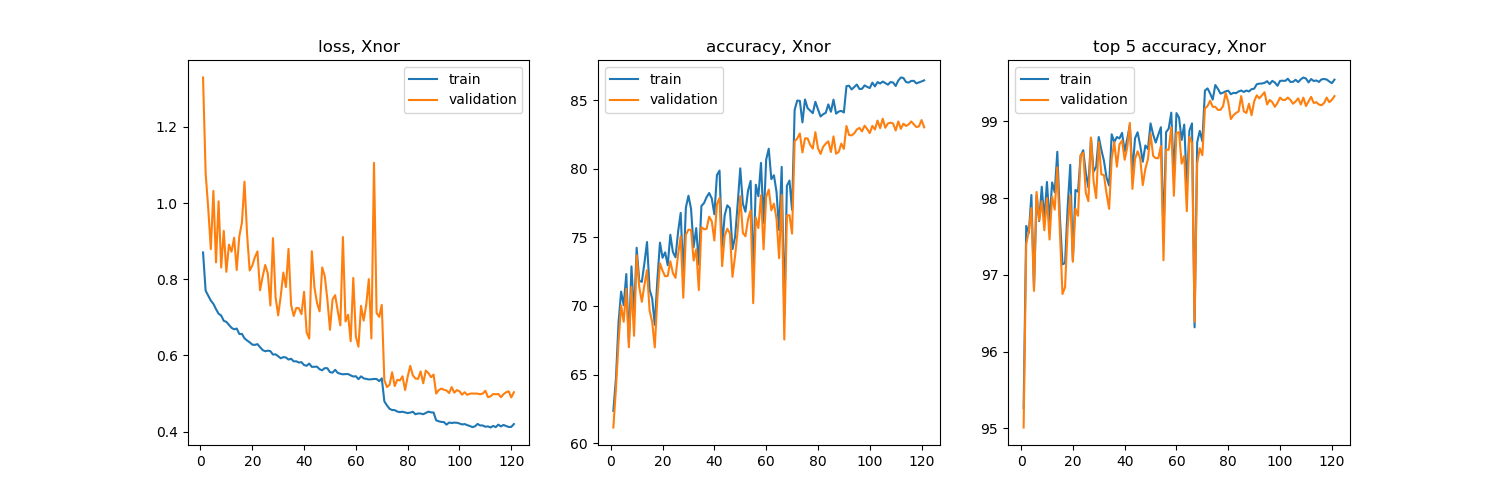 loss, Xnor
train
validation
1.2
1.0
0.8
0.6
0.4
0 20 40 60 80 100 120
accuracy, Xnor
train
validation
85
80
75
70
65
60
0 20 40 60 80 100 120
top 5 accuracy, Xnor
train
validation
99
98
97
96
95
0 20 40 60 80 100 120